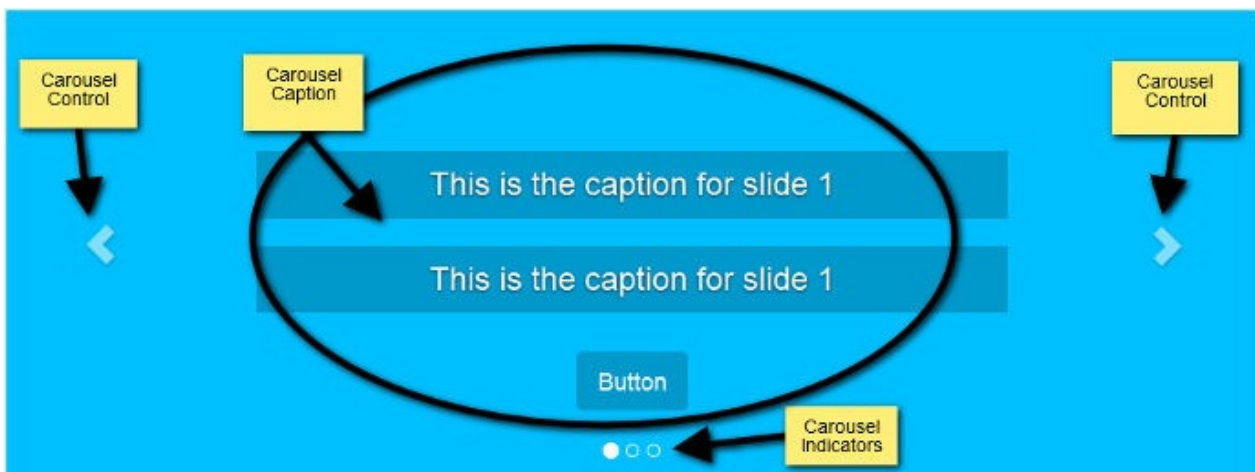 Carousel
Control
Carousel
Caption
Carousel
Control
This is the caption for slide 1
This is the caption for slide 1
Button
Carousel
Indicators